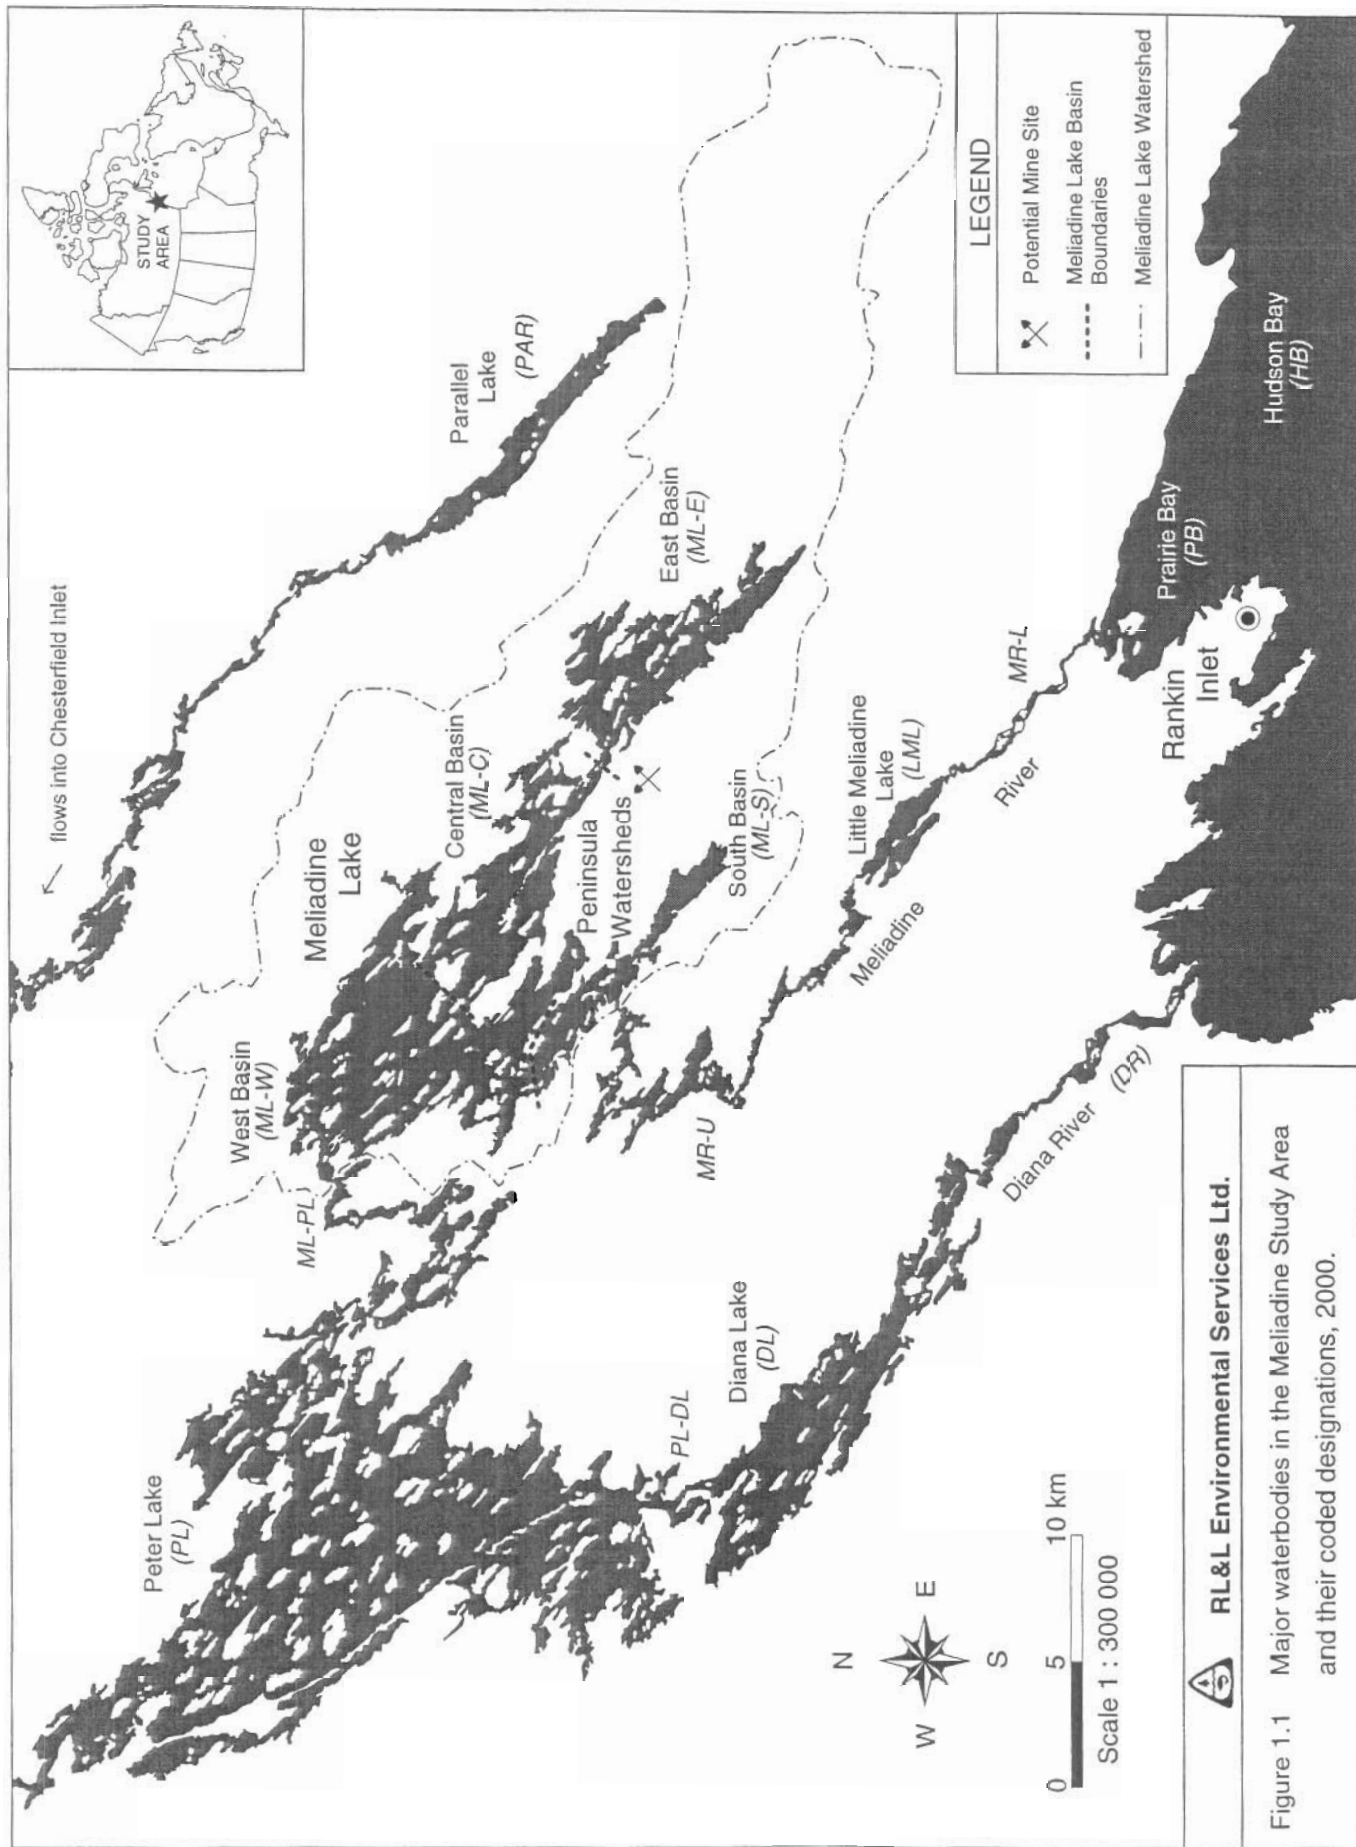 STUDY
AREA
flows into Chesterfield Inlet
Parallel
Lake
(PAR)
Meliadine
Lake
West Basin
(ML-W)
Central Basin
(ML-C)
East Basin
(ML-E)
Peninsula
Watersheds
South Basin
(ML-S)
ML-PL
Peter Lake
(PL)
MR-U
Little Meliadine
Lake
(LML)
Meliadine
River
MR-L
Prairie Bay
(PB)
Rankin
Inlet
Hudson Bay
(HB)
PL-DL
Diana Lake
(DL)
Diana River
(DR)
LEGEND
Potential Mine Site
Meliadine Lake Basin
Boundaries
Meliadine Lake Watershed
N
W
E
S
0
5
10 km
Scale 1 : 300 000
RL&L Environmental Services Ltd.
Figure 1.1 Major waterbodies in the Meliadine Study Area
and their coded designations, 2000.